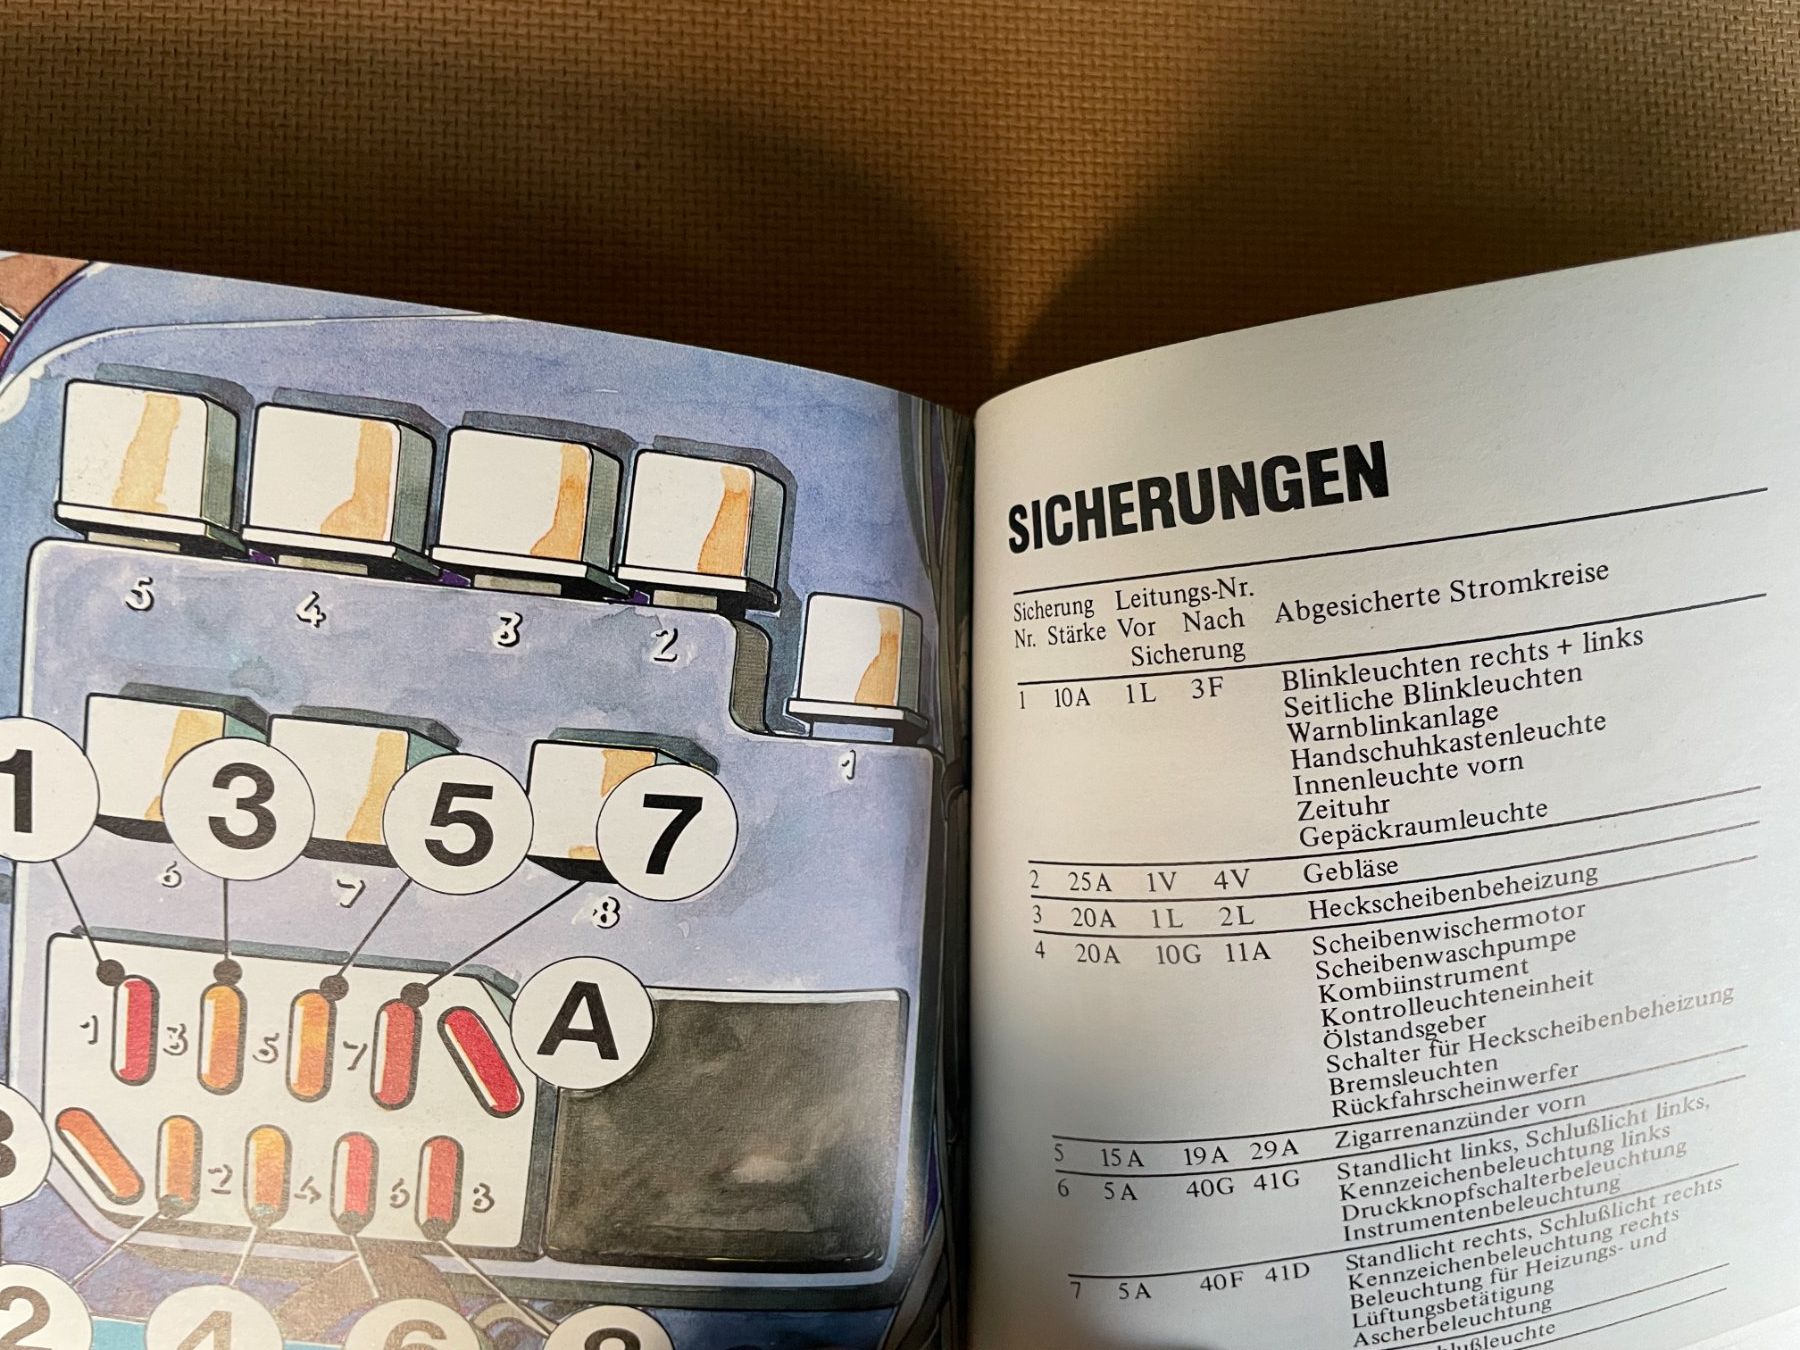 5
4
3
2
1
1
3
5
7
6
7
8
A
1
3
5
7
2
4
6
8
2
4
6
8
SICHERUNGEN
Sicherung Leitungs-Nr. Abgesicherte Stromkreise
Nr. Stärke Vor Nach
Sicherung
1 10A 1L 3F Blinkleuchten rechts + links
Seitliche Blinkleuchten
Warnblinkanlage
Handschuhkastenleuchte
Innenleuchte vorn
Zeituhr
Gepäckraumleuchte
2 25A 1V 4V Gebläse
3 20A 1L 2L Heckscheibenbeheizung
4 20A 10G 11A Scheibenwischermotor
Scheibenwaschpumpe
Kombiinstrument
Kontrolleuchteneinheit
Ölstandsgeber
Schalter für Heckscheibenbeheizung
Bremsleuchten
Rückfahrscheinwerfer
5 15A 19A 29A Zigarrenanzünder vorn
6 5A 40G 41G Standlicht links, Schlußlicht links,
Kennzeichenbeleuchtung links
Druckknopfschalterbeleuchtung
Instrumentenbeleuchtung
7 5A 40F 41D Standlicht rechts, Schlußlicht rechts
Kennzeichenbeleuchtung rechts
Beleuchtung für Heizungs- und
Lüftungsbetätigung
Ascherbeleuchtung